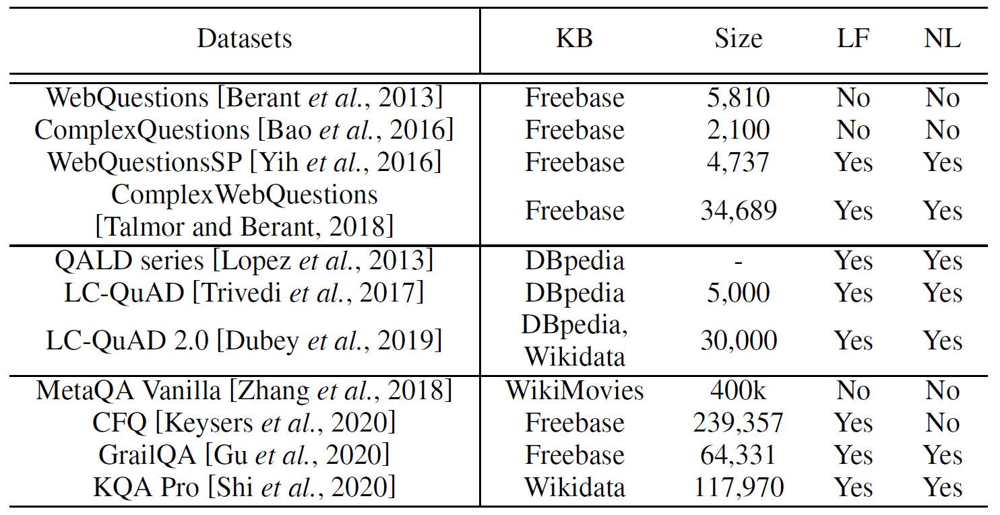 Datasets KB Size LF NL
WebQuestions [Berant et al., 2013] Freebase 5,810 No No
ComplexQuestions [Bao et al., 2016] Freebase 2,100 No No
WebQuestionsSP [Yih et al., 2016] Freebase 4,737 Yes Yes
ComplexWebQuestions
[Talmor and Berant, 2018] Freebase 34,689 Yes Yes
QALD series [Lopez et al., 2013] DBpedia - Yes Yes
LC-QuAD [Trivedi et al., 2017] DBpedia 5,000 Yes Yes
LC-QuAD 2.0 [Dubey et al., 2019] DBpedia,
Wikidata 30,000 Yes Yes
MetaQA Vanilla [Zhang et al., 2018] WikiMovies 400k No No
CFQ [Keysers et al., 2020] Freebase 239,357 Yes No
GrailQA [Gu et al., 2020] Freebase 64,331 Yes Yes
KQA Pro [Shi et al., 2020] Wikidata 117,970 Yes Yes